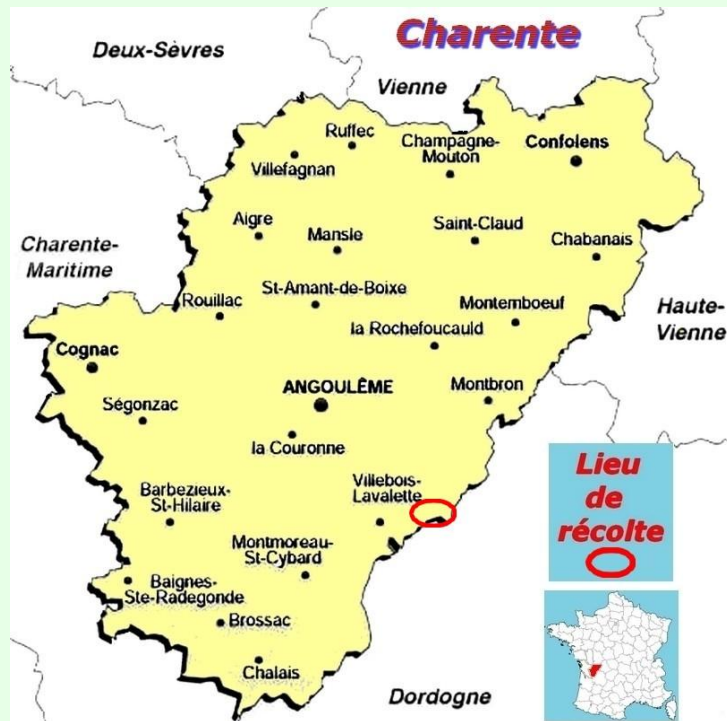 Charente
Deux-Sèvres
Vienne
Ruffec
Villefagnan
Champagne-
Mouton
Confolens
Aigre
Mansle
Saint-Claud
Chabanais
Charente-
Maritime
Rouillac
St-Amant-de-Boixe
Montemboeuf
Haute-
Vienne
la Rochefoucauld
Cognac
ANGOULÊME
Montbron
Ségonzac
la Couronne
Villebois-
Lavalette
Barbezieux-
St-Hilaire
Montmoreau-
St-Cybard
Baignes-
Ste-Radegonde
Brossac
Chalais
Dordogne
Lieu
de
récolte